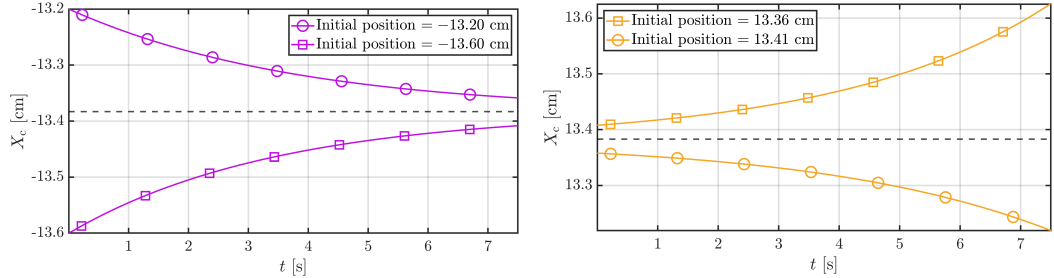 -13.2
-13.3
-13.4
-13.5
-13.6
X_c [cm]
Initial position = −13.20 cm
Initial position = −13.60 cm
1 2 3 4 5 6 7
t [s]
13.6
13.5
13.4
13.3
X_c [cm]
Initial position = 13.36 cm
Initial position = 13.41 cm
1 2 3 4 5 6 7
t [s]